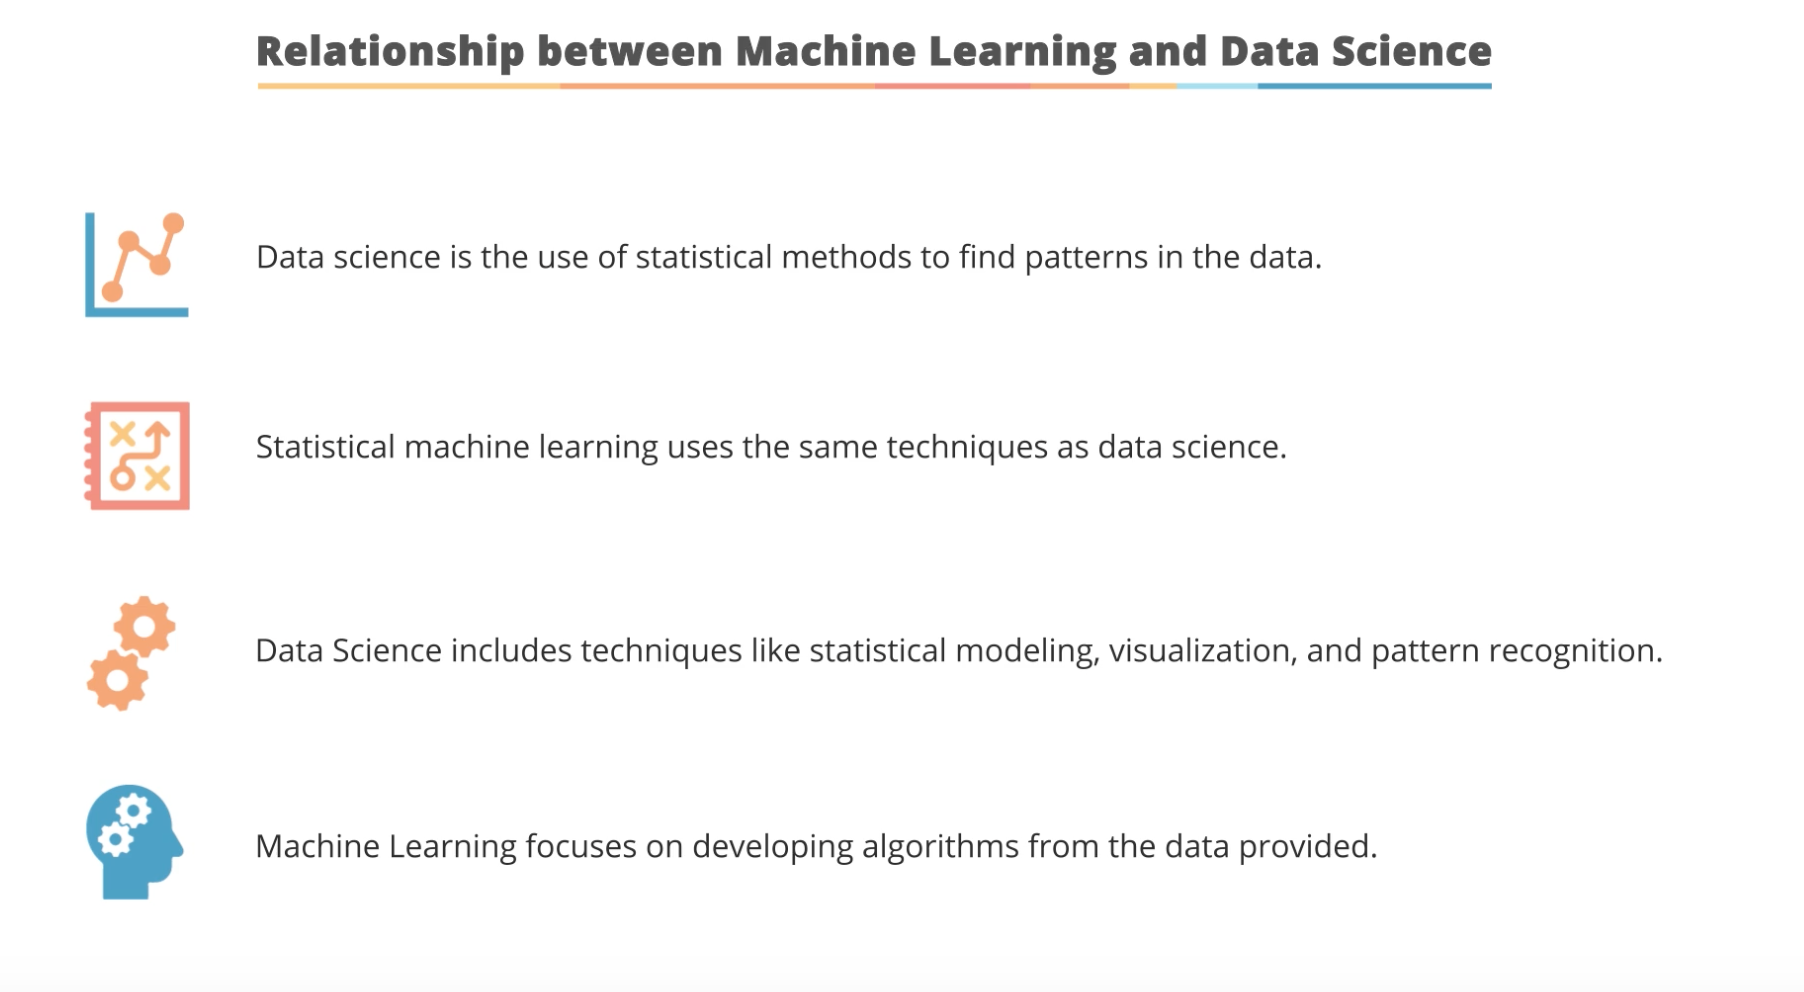 Relationship between Machine Learning and Data Science
Data science is the use of statistical methods to find patterns in the data.
Statistical machine learning uses the same techniques as data science.
Data Science includes techniques like statistical modeling, visualization, and pattern recognition.
Machine Learning focuses on developing algorithms from the data provided.